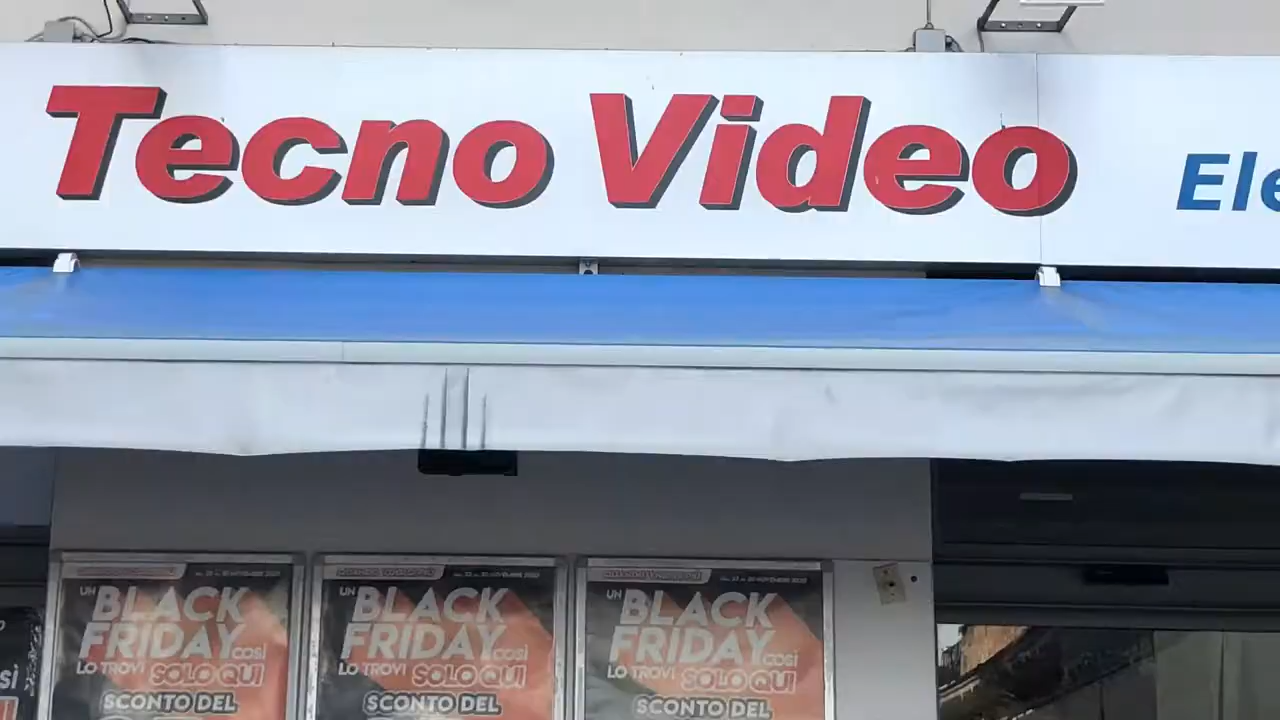 Tecno Video
Ele
UN
BLACK
FRIDAY così
LO TROVI SOLO QUI
SCONTO DEL
UN
BLACK
FRIDAY così
LO TROVI SOLO QUI
SCONTO DEL
UN
BLACK
FRIDAY così
LO TROVI SOLO QUI
SCONTO DEL